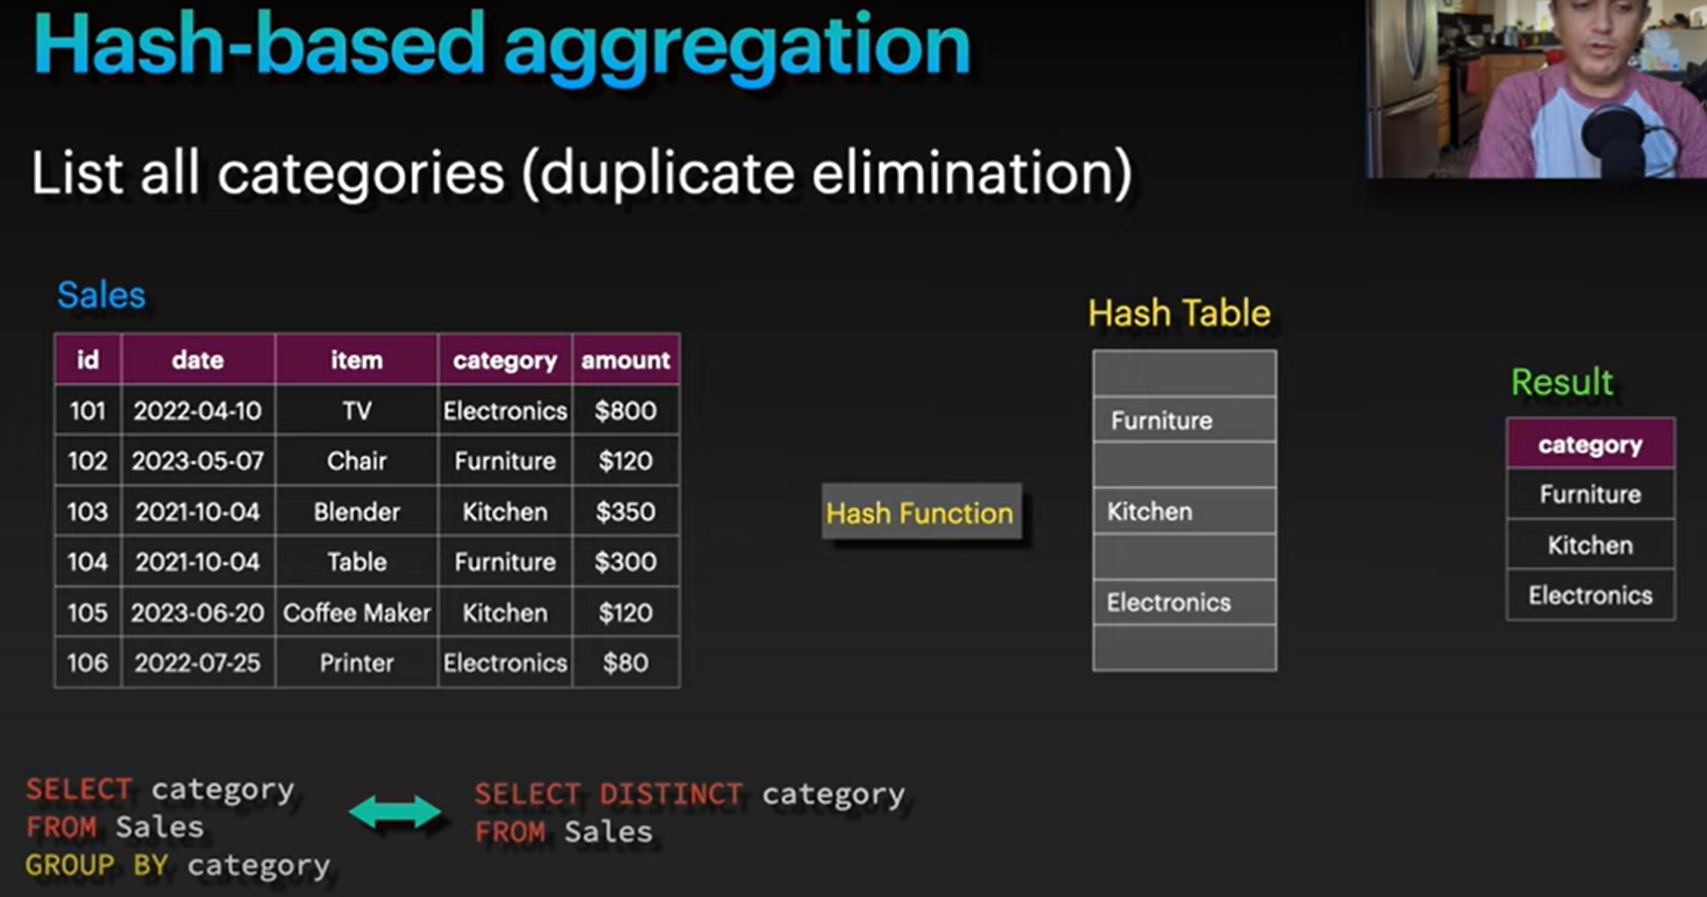 Hash-based aggregation
List all categories (duplicate elimination)
Sales
id date item category amount
101 2022-04-10 TV Electronics $800
102 2023-05-07 Chair Furniture $120
103 2021-10-04 Blender Kitchen $350
104 2021-10-04 Table Furniture $300
105 2023-06-20 Coffee Maker Kitchen $120
106 2022-07-25 Printer Electronics $80
Hash Function
Hash Table
Furniture
Kitchen
Electronics
Result
category
Furniture
Kitchen
Electronics
SELECT category
FROM Sales
GROUP BY category
SELECT DISTINCT category
FROM Sales